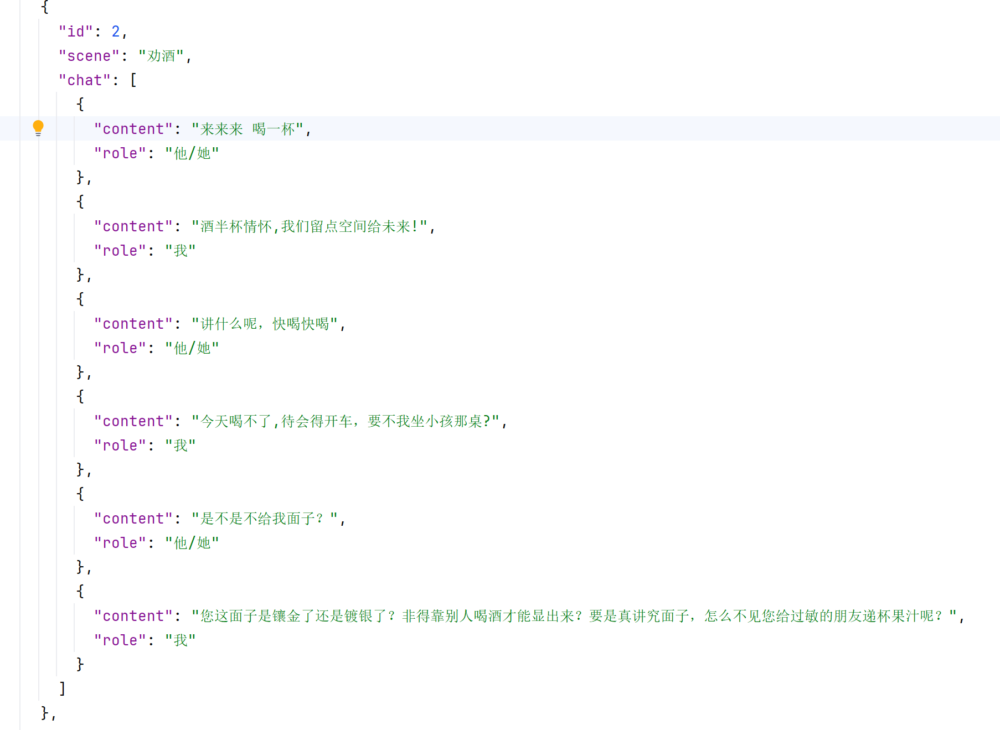 {
"id": 2,
"scene": "劝酒",
"chat": [
{
"content": "来来来 喝一杯",
"role": "他/她"
},
{
"content": "酒半杯情怀,我们留点空间给未来!",
"role": "我"
},
{
"content": "讲什么呢，快喝快喝",
"role": "他/她"
},
{
"content": "今天喝不了,待会得开车，要不我坐小孩那桌?",
"role": "我"
},
{
"content": "是不是不给我面子？",
"role": "他/她"
},
{
"content": "您这面子是镶金了还是镀银了？非得靠别人喝酒才能显出来？要是真讲究面子，怎么不见您给过敏的朋友递杯果汁呢？",
"role": "我"
}
]
},